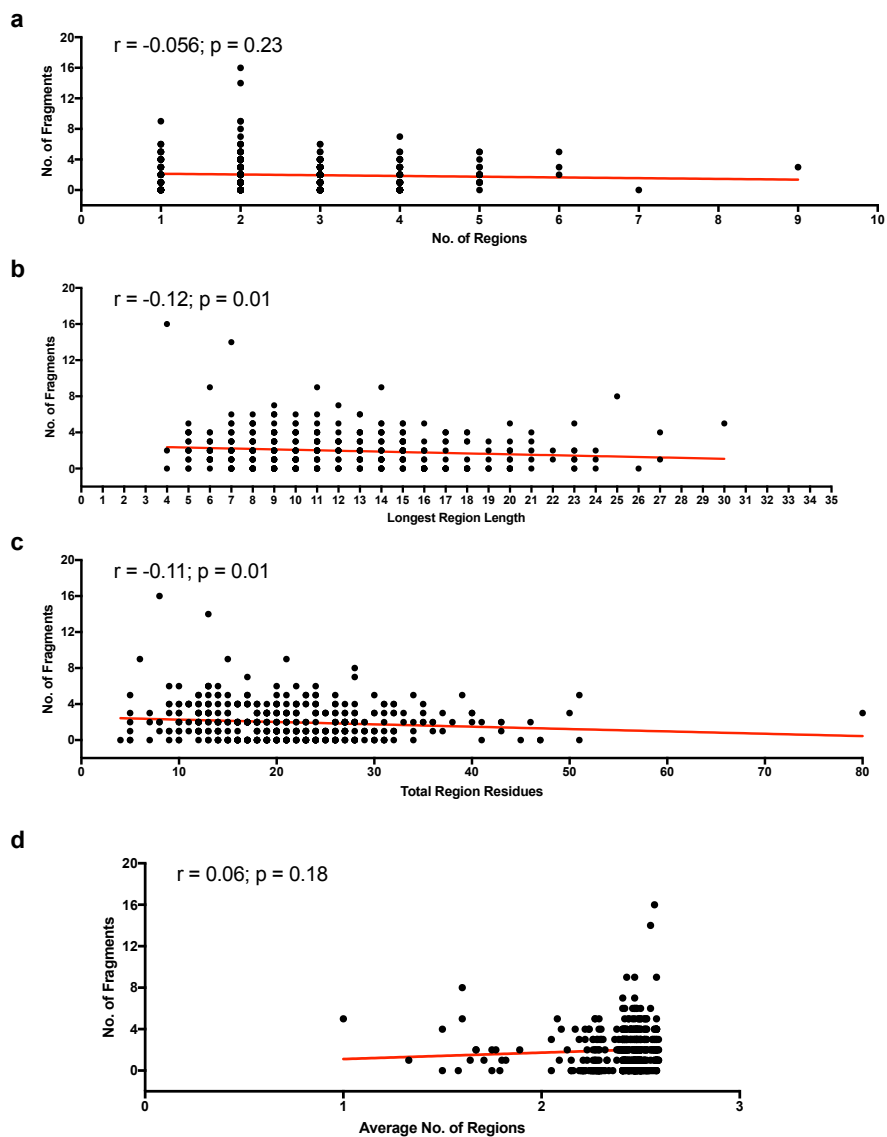 a
r = -0.056; p = 0.23
No. of Fragments
20
16
12
8
4
0
0 1 2 3 4 5 6 7 8 9 10
No. of Regions
b
r = -0.12; p = 0.01
No. of Fragments
20
16
12
8
4
0
0 1 2 3 4 5 6 7 8 9 10 11 12 13 14 15 16 17 18 19 20 21 22 23 24 25 26 27 28 29 30 31 32 33 34 35
Longest Region Length
c
r = -0.11; p = 0.01
No. of Fragments
20
16
12
8
4
0
0 10 20 30 40 50 60 70 80
Total Region Residues
d
r = 0.06; p = 0.18
No. of Fragments
20
16
12
8
4
0
0 1 2 3
Average No. of Regions